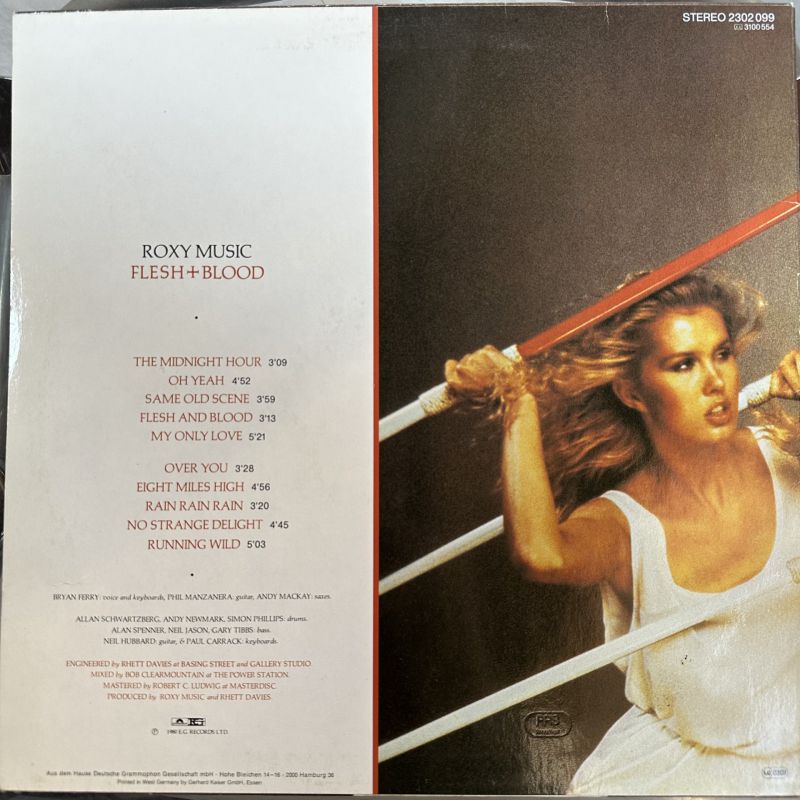 STEREO 2302 099
3100 554
ROXY MUSIC
FLESH+BLOOD
THE MIDNIGHT HOUR 3'09
OH YEAH 4'52
SAME OLD SCENE 3'59
FLESH AND BLOOD 3'13
MY ONLY LOVE 5'21
OVER YOU 3'28
EIGHT MILES HIGH 4'56
RAIN RAIN RAIN 3'20
NO STRANGE DELIGHT 4'45
RUNNING WILD 5'03
BRYAN FERRY: voice and keyboards, PHIL MANZANERA: guitar, ANDY MACKAY: saxes.
ALLAN SCHWARTZBERG, ANDY NEWMARK, SIMON PHILLIPS: drums.
ALAN SPENNER, NEIL JASON, GARY TIBBS: bass.
NEIL HUBBARD: guitar, & PAUL CARRACK: keyboards.
ENGINEERED by RHETT DAVIES at BASING STREET and GALLERY STUDIO.
MIXED by BOB CLEARMOUNTAIN at THE POWER STATION.
MASTERED by ROBERT C. LUDWIG at MASTERDISC.
PRODUCED by ROXY MUSIC and RHETT DAVIES
℗ 1980 E.G. RECORDS LTD.
Aus dem Hause Deutsche Grammophon Gesellschaft mbH - Hohe Bleichen 14-16 - 2000 Hamburg 36
Printed in West Germany by Gerhard Kaiser GmbH, Essen